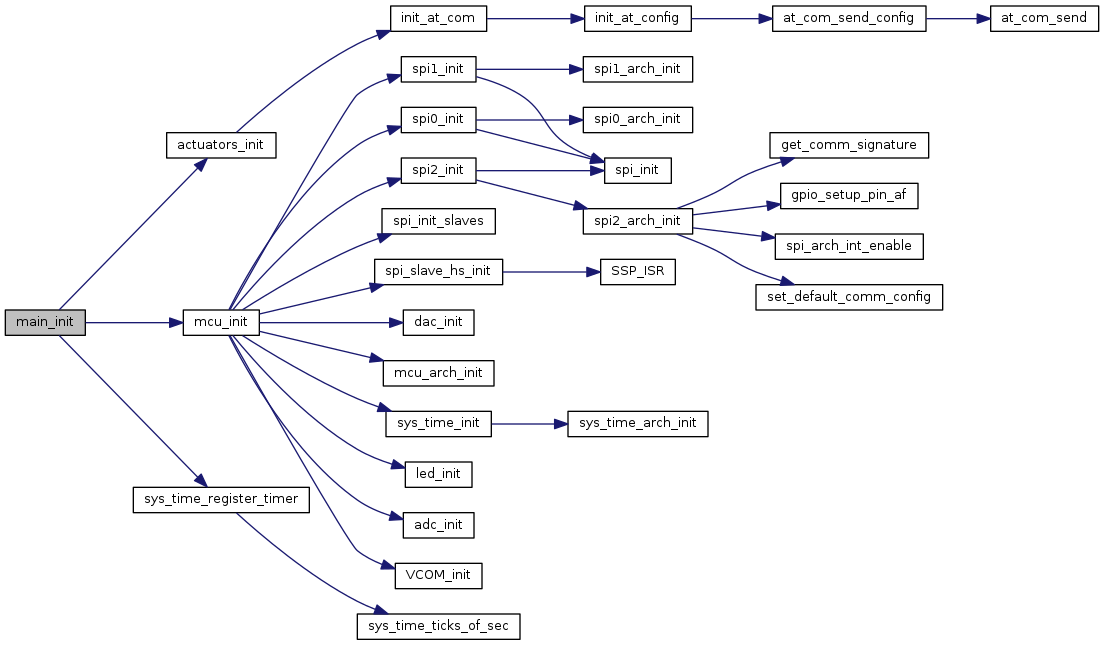 init_at_com
init_at_config
at_com_send_config
at_com_send
spi1_init
spi1_arch_init
spi0_init
spi0_arch_init
actuators_init
get_comm_signature
spi2_init
spi_init
gpio_setup_pin_af
spi_init_slaves
spi2_arch_init
spi_arch_int_enable
spi_slave_hs_init
SSP_ISR
set_default_comm_config
main_init
mcu_init
dac_init
mcu_arch_init
sys_time_init
sys_time_arch_init
led_init
sys_time_register_timer
adc_init
VCOM_init
sys_time_ticks_of_sec